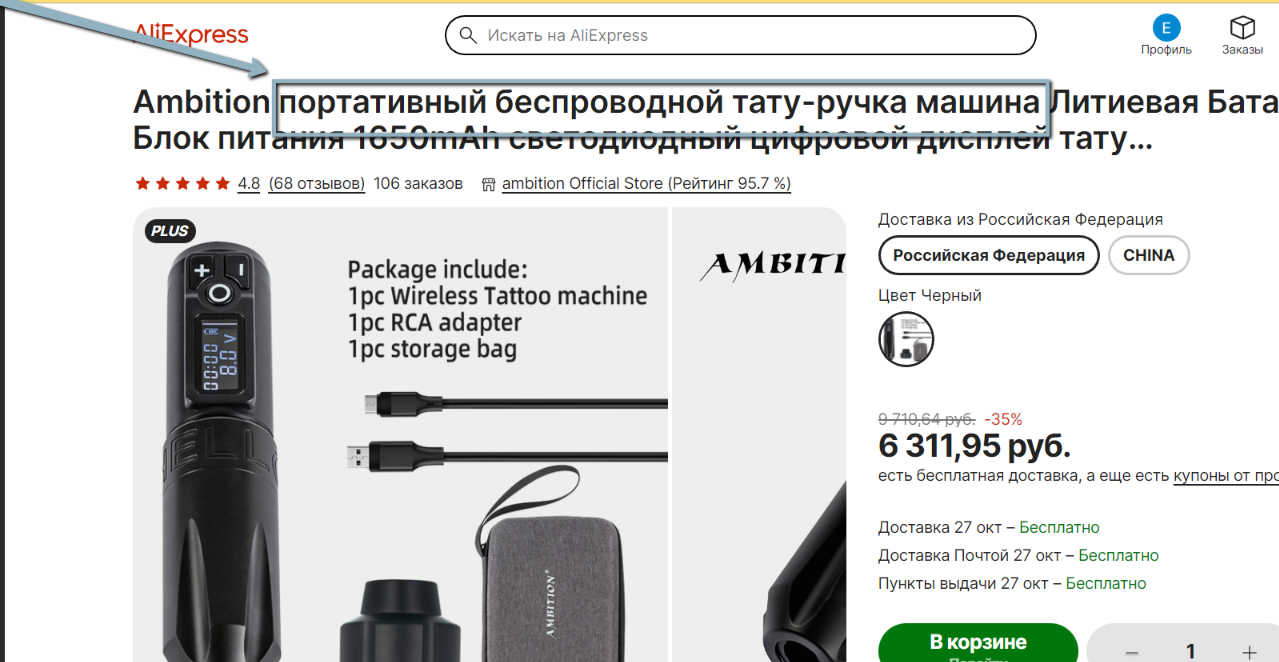 AliExpress
Искать на AliExpress
E
Профиль
Заказы
Ambition портативный беспроводной тату-ручка машина Литиевая Бата
Блок питания 1650mAh светодиодный цифровой дисплей тату...
4.8 (68 отзывов) 106 заказов ambition Official Store (Рейтинг 95.7 %)
PLUS
Package include:
1pc Wireless Tattoo machine
1pc RCA adapter
1pc storage bag
00:00
8.0 V
AMBITION
AMBITI
Доставка из Российская Федерация
Российская Федерация
CHINA
Цвет Черный
9 710,64 руб. -35%
6 311,95 руб.
есть бесплатная доставка, а еще есть купоны от про
Доставка 27 окт – Бесплатно
Доставка Почтой 27 окт – Бесплатно
Пункты выдачи 27 окт – Бесплатно
В корзине
− 1 +